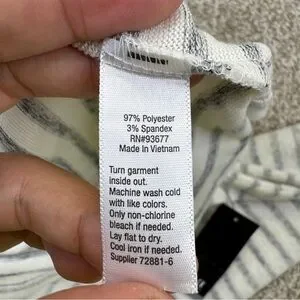 97% Polyester
3% Spandex
RN#93677
Made in Vietnam
Turn garment
inside out.
Machine wash cold
with like colors.
Only non-chlorine
bleach if needed.
Lay flat to dry.
Cool iron if needed.
Supplier 72881-6